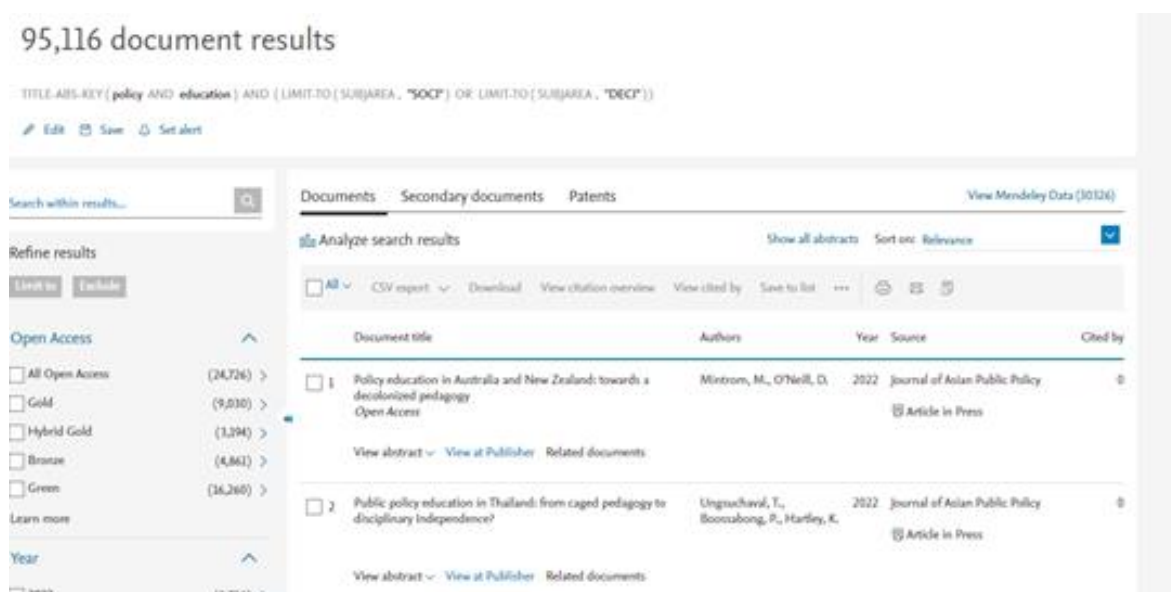 95,116 document results
TITLE-ABS-KEY ( policy AND education ) AND ( LIMIT-TO ( SUBJAREA , "SOCI" ) OR LIMIT-TO ( SUBJAREA , "DECI" ) )
Edit Save Set alert
Search within results...
Documents Secondary documents Patents
View Mendeley Data (30326)
Refine results
Limit to Exclude
Analyze search results
Show all abstracts Sort on: Relevance
All CSV export Download View citation overview View cited by Save to list ...
Open Access
All Open Access (24,726) >
Gold (9,030) >
Hybrid Gold (3,194) >
Bronze (4,862) >
Green (16,260) >
Learn more
Year
Document title Authors Year Source Cited by
1 Policy education in Australia and New Zealand: towards a Mintrom, M., O'Neill, D. 2022 Journal of Asian Public Policy 0
decolonized pedagogy
Open Access Article in Press
View abstract View at Publisher Related documents
2 Public policy education in Thailand: from caged pedagogy to Ungsuchaval, T., 2022 Journal of Asian Public Policy 0
disciplinary independence? Boossabong, P., Hartley, K.
Article in Press
View abstract View at Publisher Related documents